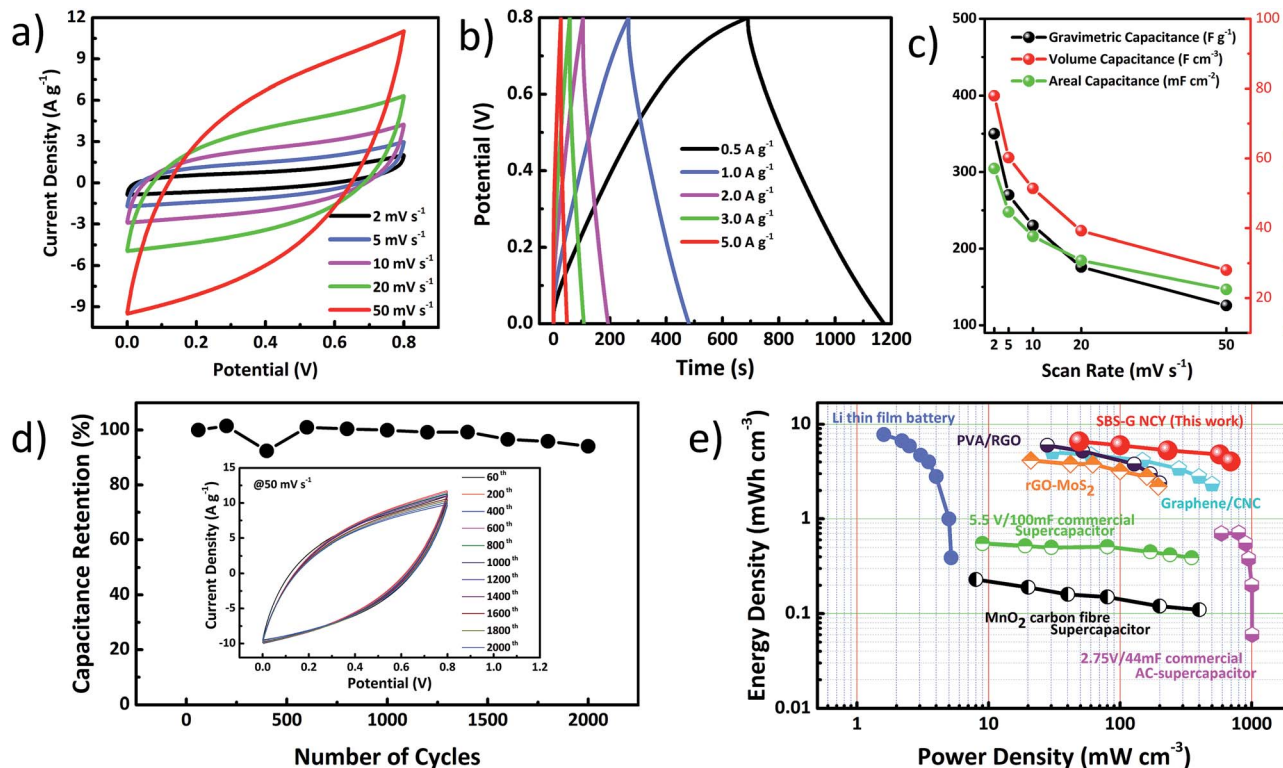 a)
Current Density (A g⁻¹)
12
9
6
3
0
-3
-6
-9
0.0 0.2 0.4 0.6 0.8
Potential (V)
2 mV s⁻¹
5 mV s⁻¹
10 mV s⁻¹
20 mV s⁻¹
50 mV s⁻¹
b)
Potential (V)
0.8
0.6
0.4
0.2
0.0
0 200 400 600 800 1000 1200
Time (s)
0.5 A g⁻¹
1.0 A g⁻¹
2.0 A g⁻¹
3.0 A g⁻¹
5.0 A g⁻¹
c)
500
400
300
200
100
Gravimetric Capacitance (F g⁻¹)
Volume Capacitance (F cm⁻³)
Areal Capacitance (mF cm⁻²)
100
80
60
40
20
2 5 10 20 50
Scan Rate (mV s⁻¹)
d)
Capacitance Retention (%)
120
100
80
60
40
20
0
0 500 1000 1500 2000
Number of Cycles
@50 mV s⁻¹
Current Density (A g⁻¹)
15
10
5
0
-5
-10
0.0 0.2 0.4 0.6 0.8 1.0 1.2
Potential (V)
60th
200th
400th
600th
800th
1000th
1200th
1400th
1600th
1800th
2000th
e)
Energy Density (mWh cm⁻³)
10
1
0.1
0.01
1 10 100 1000
Power Density (mW cm⁻³)
Li thin film battery
SBS-G NCY (This work)
PVA/RGO
rGO-MoS₂
Graphene/CNC
5.5 V/100mF commercial
Supercapacitor
MnO₂ carbon fibre
Supercapacitor
2.75V/44mF commercial
AC-supercapacitor